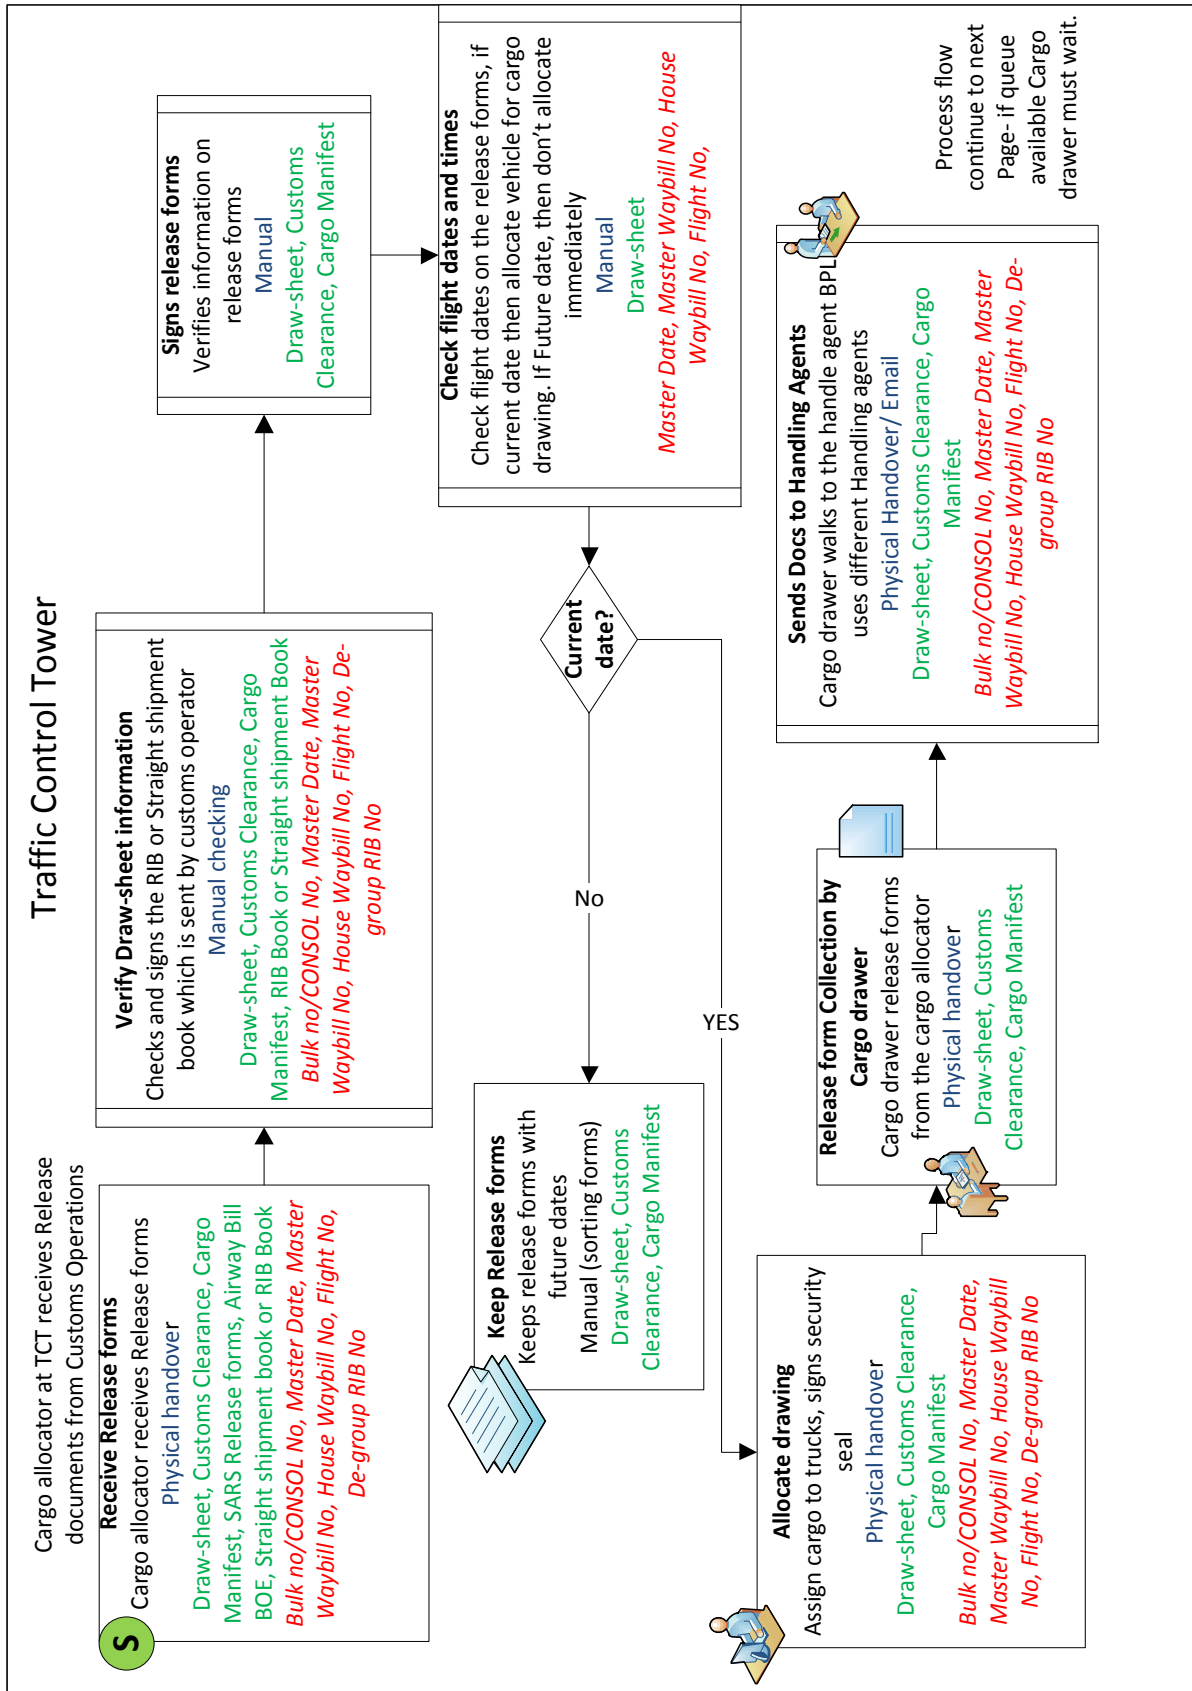 Traffic Control Tower
Cargo allocator at TCT receives Release
documents from Customs Operations
S
Receive Release forms
Cargo allocator receives Release forms
Physical handover
Draw-sheet, Customs Clearance, Cargo
Manifest, SARS Release forms, Airway Bill
BOE, Straight shipment book or RIB Book
Bulk no/CONSOL No, Master Date, Master
Waybill No, House Waybill No, Flight No,
De-group RIB No
Verify Draw-sheet information
Checks and signs the RIB or Straight shipment
book which is sent by customs operator
Manual checking
Draw-sheet, Customs Clearance, Cargo
Manifest, RIB Book or Straight shipment Book
Bulk no/CONSOL No, Master Date, Master
Waybill No, House Waybill No, Flight No, De-
group RIB No
Signs release forms
Verifies information on
release forms
Manual
Draw-sheet, Customs
Clearance, Cargo Manifest
Check flight dates and times
Check flight dates on the release forms, if
current date then allocate vehicle for cargo
drawing. If Future date, then don't allocate
immediately
Manual
Draw-sheet
Master Date, Master Waybill No, House
Waybill No, Flight No,
Current
date?
No
YES
Keep Release forms
Keeps release forms with
future dates
Manual (sorting forms)
Draw-sheet, Customs
Clearance, Cargo Manifest
Allocate drawing
Assign cargo to trucks, signs security
seal
Physical handover
Draw-sheet, Customs Clearance,
Cargo Manifest
Bulk no/CONSOL No, Master Date,
Master Waybill No, House Waybill
No, Flight No, De-group RIB No
Release form Collection by
Cargo drawer
Cargo drawer release forms
from the cargo allocator
Physical handover
Draw-sheet, Customs
Clearance, Cargo Manifest
Sends Docs to Handling Agents
Cargo drawer walks to the handle agent BPL
uses different Handling agents
Physical Handover/ Email
Draw-sheet, Customs Clearance, Cargo
Manifest
Bulk no/CONSOL No, Master Date, Master
Waybill No, House Waybill No, Flight No, De-
group RIB No
Process flow
continue to next
Page- if queue
available Cargo
drawer must wait.